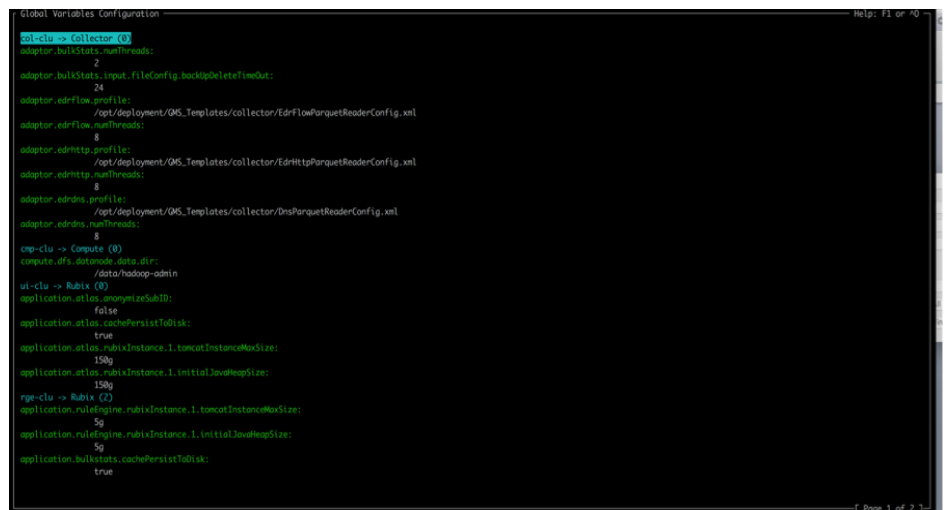 Global Variables Configuration
Help: F1 or ^O
col-clu -> Collector (0)
adaptor.bulkStats.numThreads:
2
adaptor.bulkStats.input.fileConfig.backUpDeleteTimeOut:
24
adaptor.edrflow.profile:
/opt/deployment/GMS_Templates/collector/EdrFlowParquetReaderConfig.xml
adaptor.edrflow.numThreads:
8
adaptor.edrhttp.profile:
/opt/deployment/GMS_Templates/collector/EdrHttpParquetReaderConfig.xml
adaptor.edrhttp.numThreads:
8
adaptor.edrdns.profile:
/opt/deployment/GMS_Templates/collector/DnsParquetReaderConfig.xml
adaptor.edrdns.numThreads:
8
cmp-clu -> Compute (0)
compute.dfs.datanode.data.dir:
/data/hadoop-admin
ui-clu -> Rubix (0)
application.atlas.anonymizeSubID:
false
application.atlas.cachePersistToDisk:
true
application.atlas.rubixInstance.1.tomcatInstanceMaxSize:
150g
application.atlas.rubixInstance.1.initialJavaHeapSize:
150g
rge-clu -> Rubix (2)
application.ruleEngine.rubixInstance.1.tomcatInstanceMaxSize:
5g
application.ruleEngine.rubixInstance.1.initialJavaHeapSize:
5g
application.bulkstats.cachePersistToDisk:
true
[ Page 1 of 2 ]